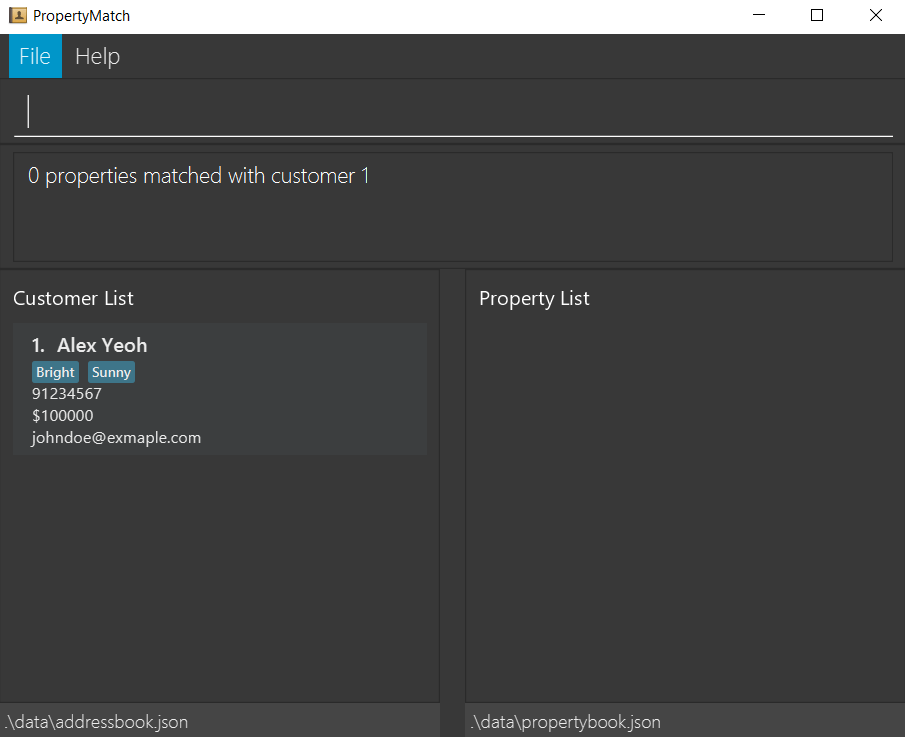 PropertyMatch
File Help
0 properties matched with customer 1
Customer List
1. Alex Yeoh
Bright Sunny
91234567
$100000
johndoe@exmaple.com
Property List
.\data\addressbook.json
.\data\propertybook.json